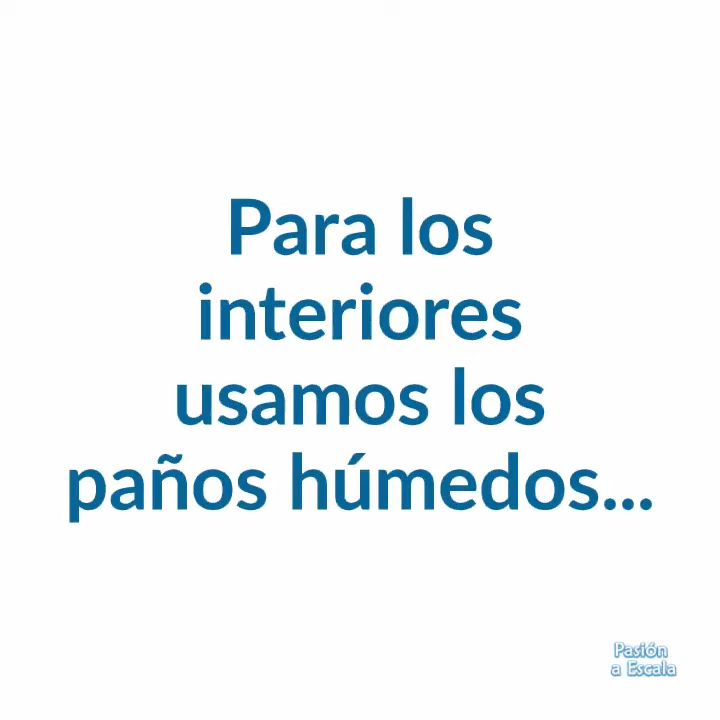 Para los
interiores
usamos los
paños húmedos...
Pasión
a Escala